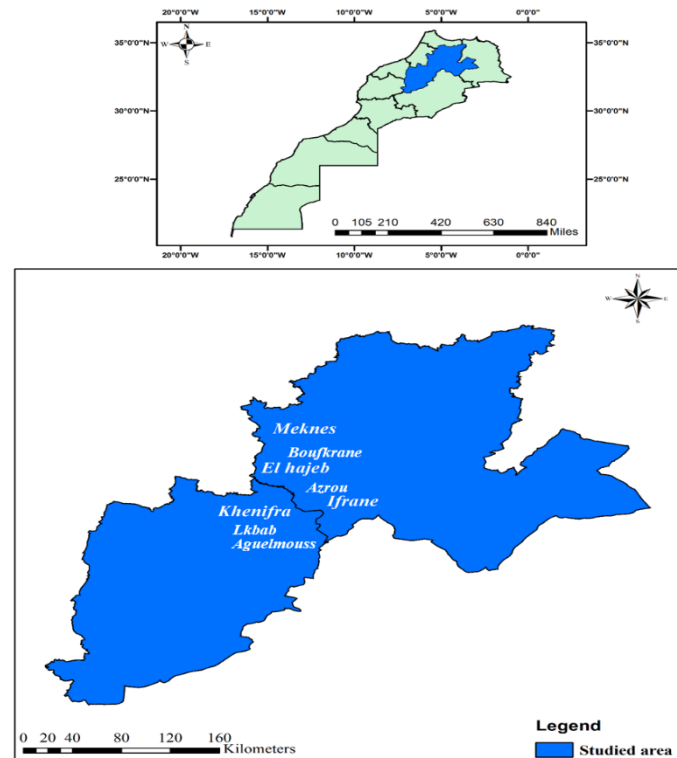 20°0'0"W 15°0'0"W 10°0'0"W 5°0'0"W 0°0'0"
N
W E
S
35°0'0"N 35°0'0"N
30°0'0"N 30°0'0"N
25°0'0"N 25°0'0"N
0 105 210 420 630 840
Miles
20°0'0"W 15°0'0"W 10°0'0"W 5°0'0"W 0°0'0"
N
W E
S
Meknes
Boufkrane
El hajeb
Azrou
Ifrane
Khenifra
Lkbab
Aguelmouss
0 20 40 80 120 160
Kilometers
Legend
Studied area